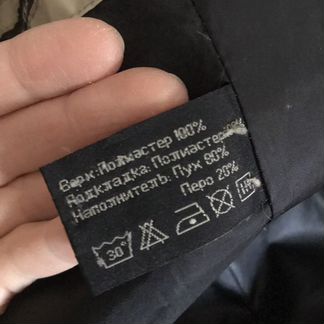 Верх:Полиэстер 100%
Подкладка: Полиэстер
Наполнитель: Пух 80%
Перо 20%
30°